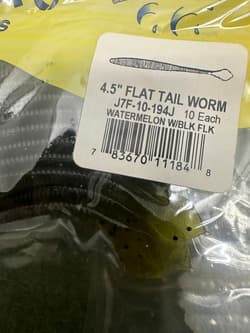 4.5" FLAT TAIL WORM
J7F-10-194J 10 Each
WATERMELON W/BLK FLK
7 83670 11184 8